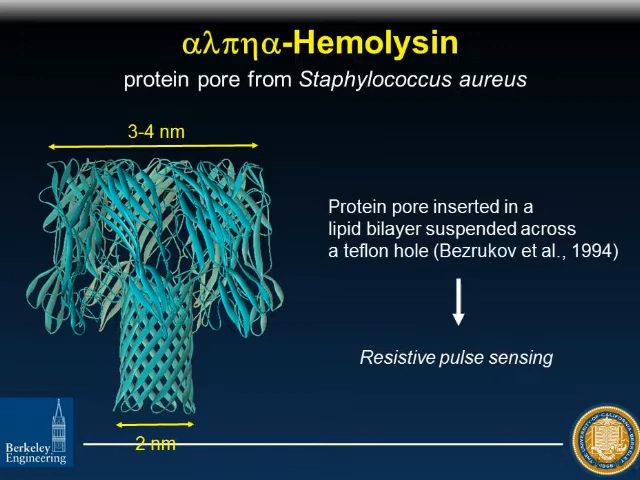 αλπηα-Hemolysin
protein pore from Staphylococcus aureus
3-4 nm
Protein pore inserted in a
lipid bilayer suspended across
a teflon hole (Bezrukov et al., 1994)
Resistive pulse sensing
2 nm
Berkeley
Engineering